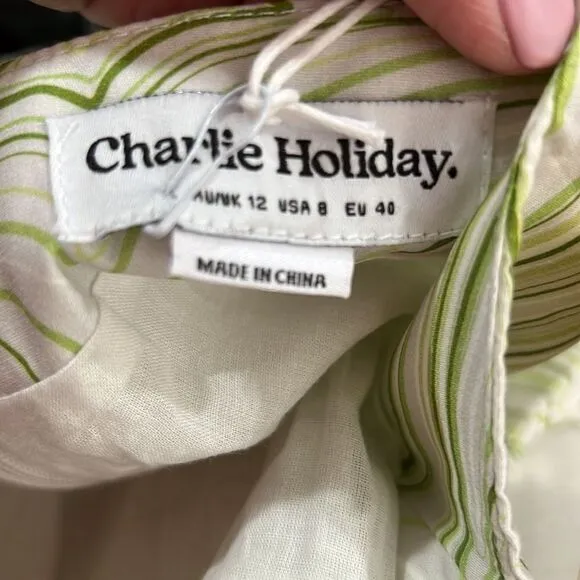 Charlie Holiday.
AU/UK 12 USA 8 EU 40
MADE IN CHINA